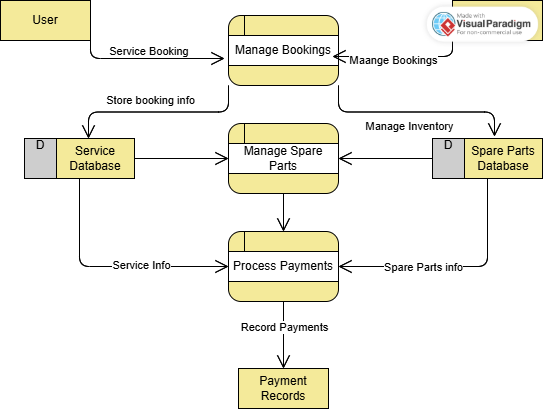 User
Made with
Visual Paradigm
For non-commercial use
Service Booking
Manage Bookings
Maange Bookings
Store booking info
Manage Inventory
D
Service
Database
Manage Spare
Parts
D
Spare Parts
Database
Service Info
Process Payments
Spare Parts info
Record Payments
Payment
Records